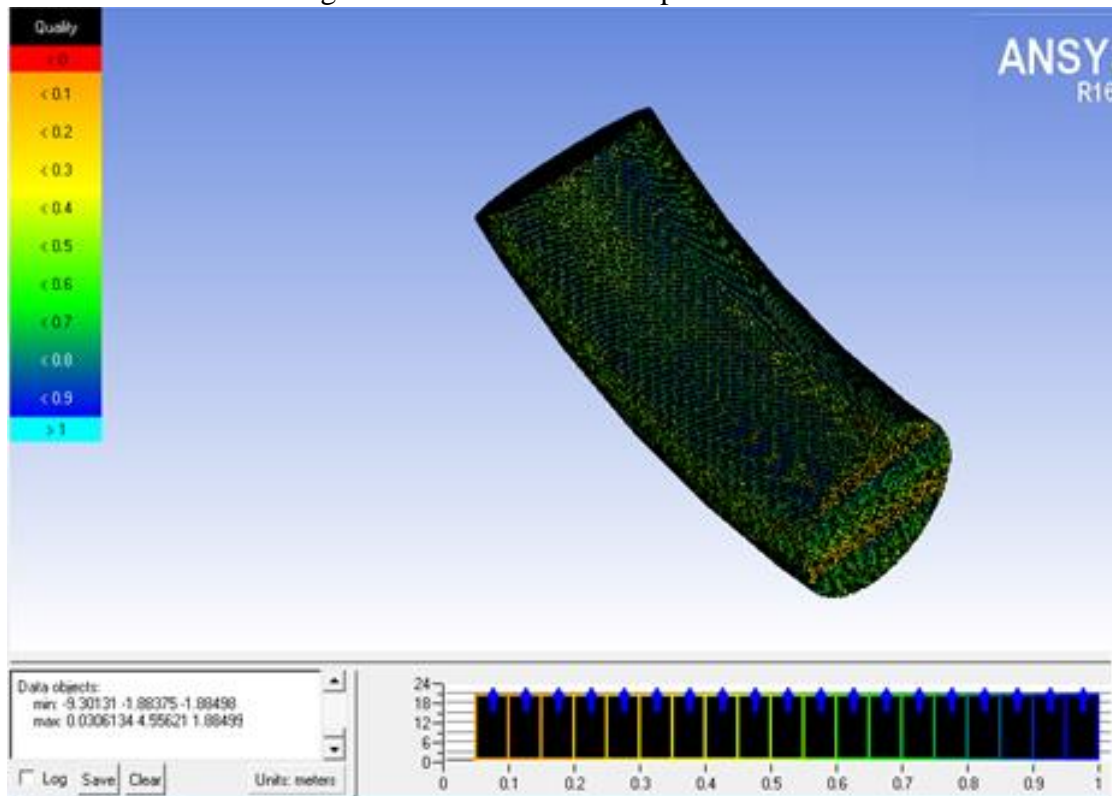 Quality
< 0
< 0.1
< 0.2
< 0.3
< 0.4
< 0.5
< 0.6
< 0.7
< 0.8
< 0.9
> 1
ANSY
R16
Data objects:
min: -9.30131 -1.88375 -1.88498
max: 0.0306134 4.55621 1.88499
Log Save Clear Units: meters
24
18
12
6
0
0 0.1 0.2 0.3 0.4 0.5 0.6 0.7 0.8 0.9 1